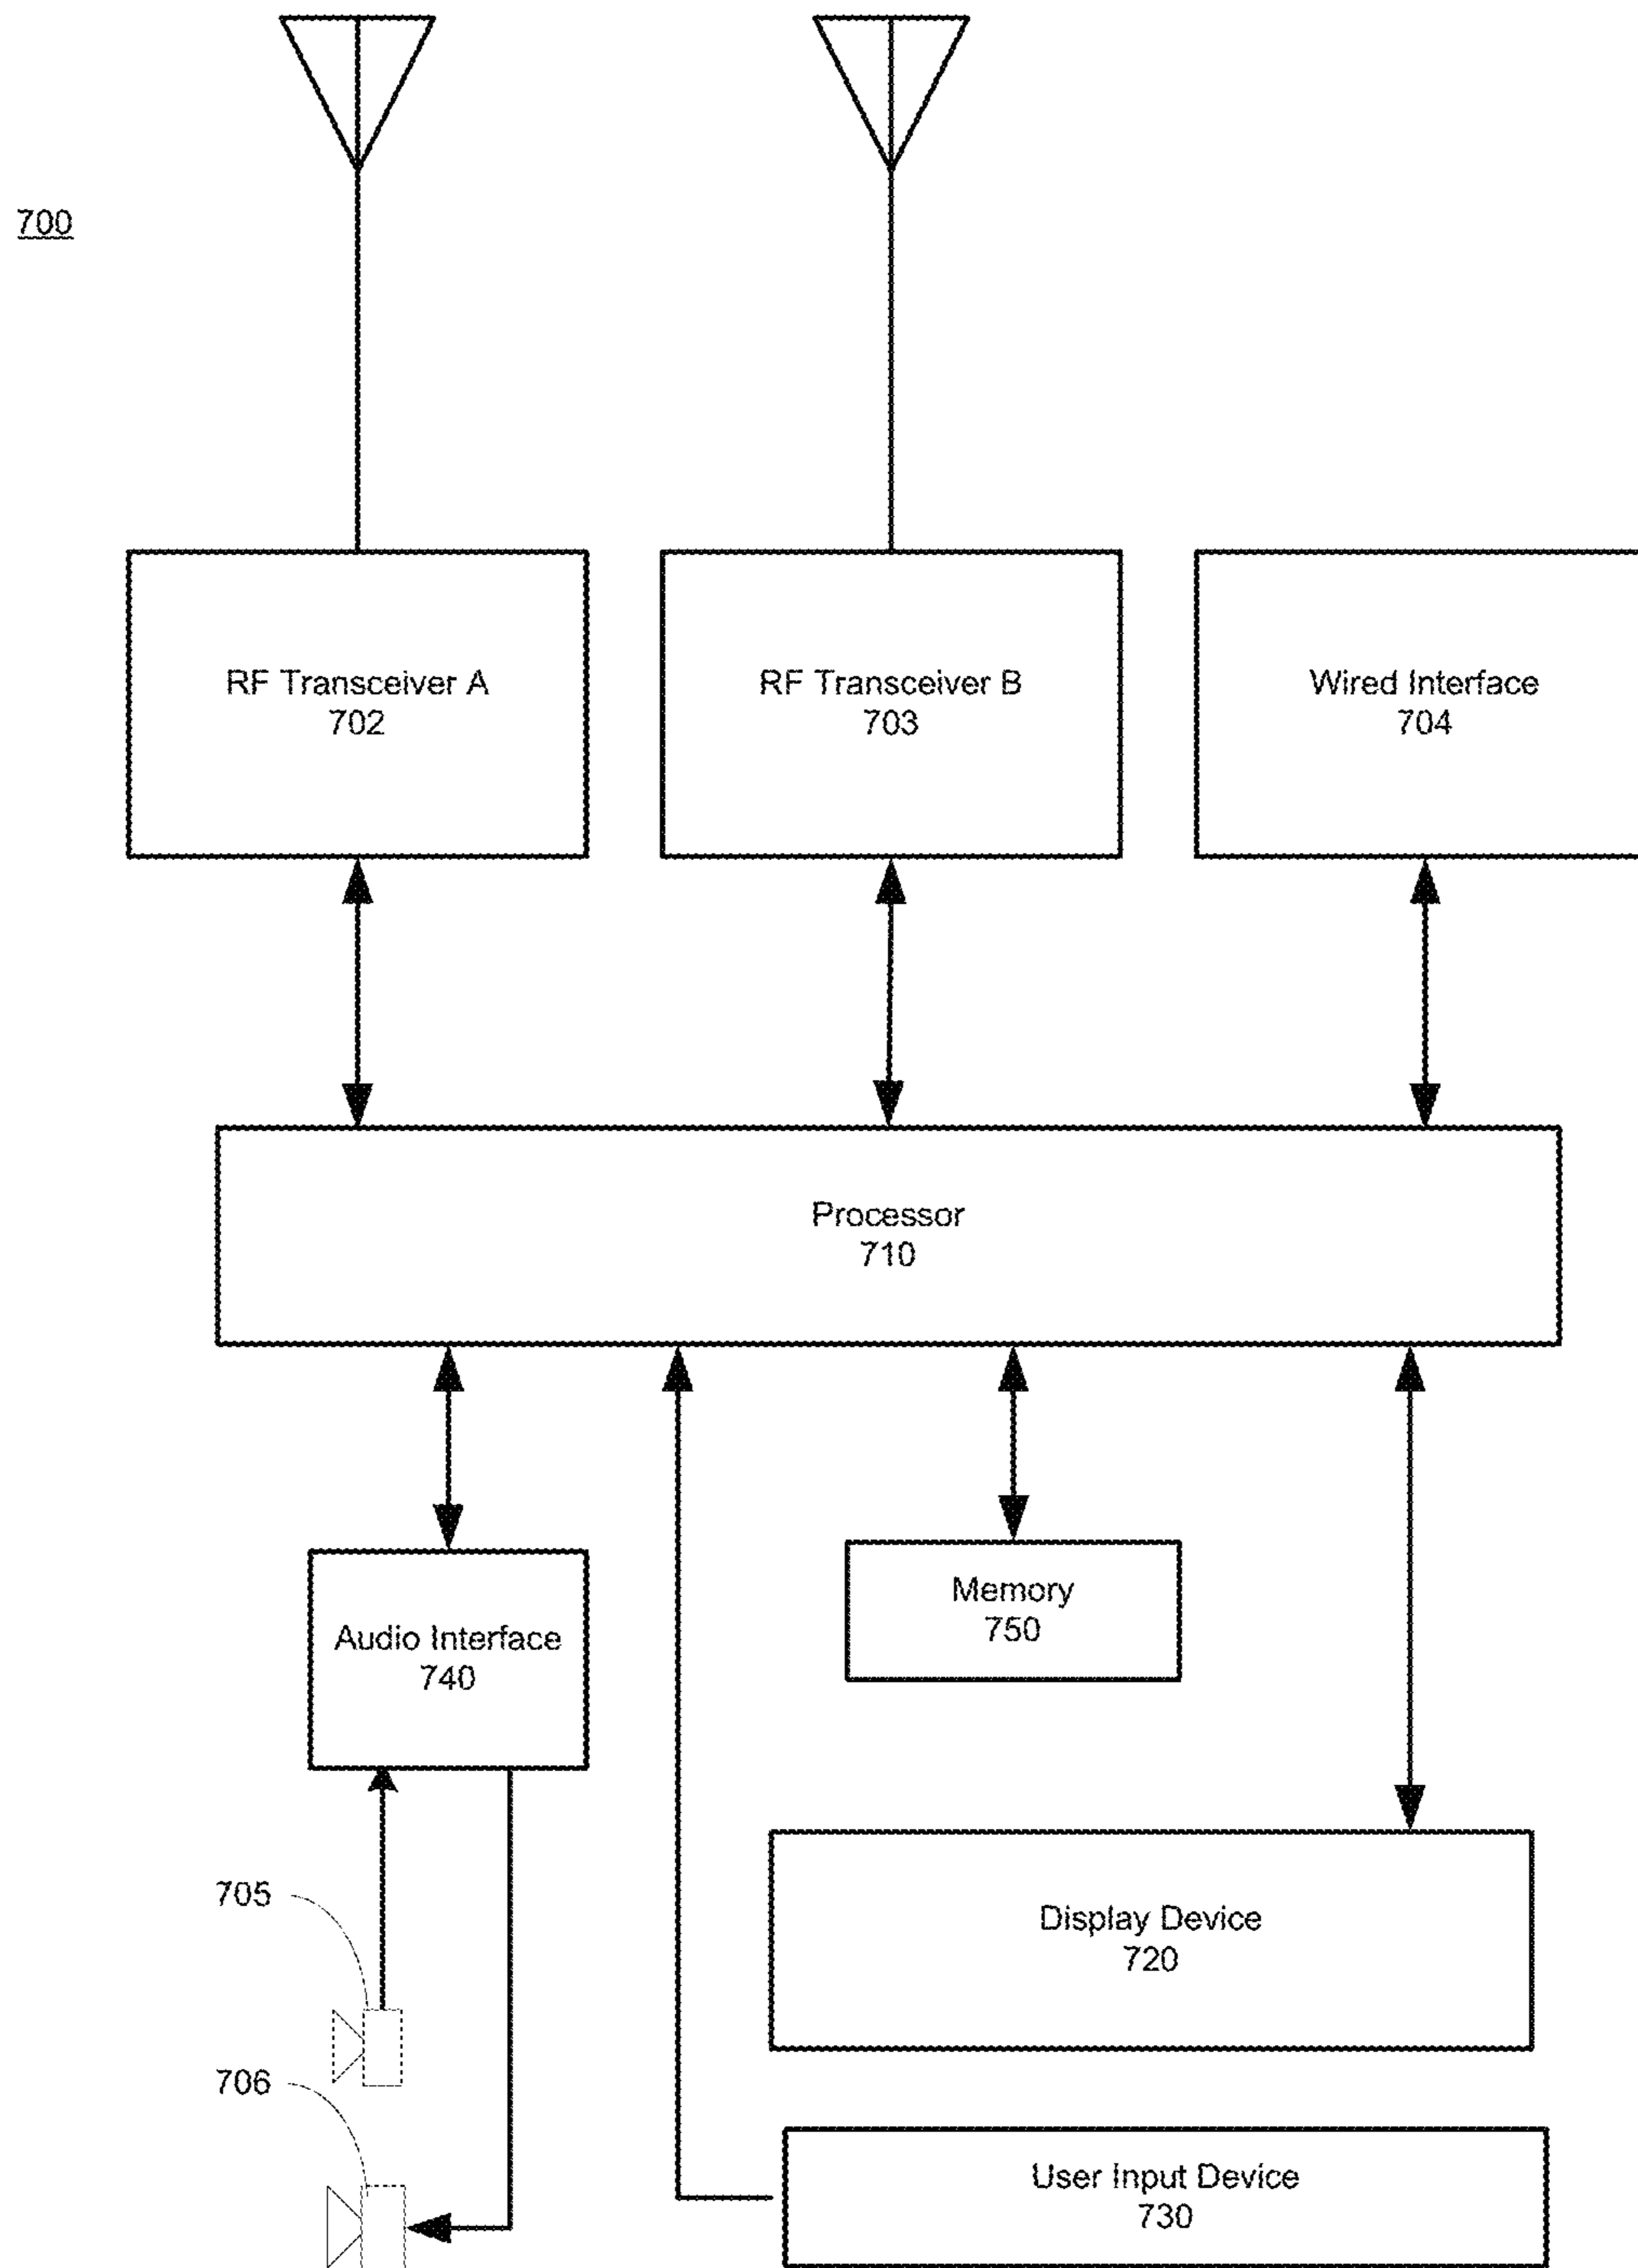 700
RF Transceiver A
702
RF Transceiver B
703
Wired Interface
704
Processor
710
Audio Interface
740
Memory
750
705
Display Device
720
706
User Input Device
730